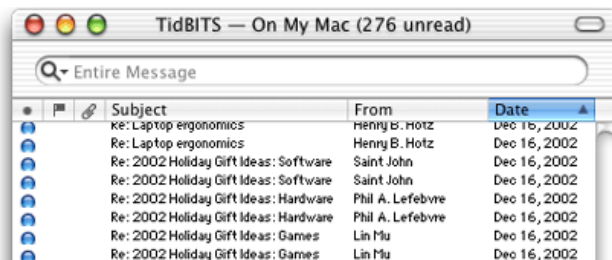 TidBITS — On My Mac (276 unread)
Entire Message
Subject From Date
Re: Laptop ergonomics Henry B. Hotz Dec 16, 2002
Re: Laptop ergonomics Henry B. Hotz Dec 16, 2002
Re: 2002 Holiday Gift Ideas: Software Saint John Dec 16, 2002
Re: 2002 Holiday Gift Ideas: Software Saint John Dec 16, 2002
Re: 2002 Holiday Gift Ideas: Hardware Phil A. Lefebvre Dec 16, 2002
Re: 2002 Holiday Gift Ideas: Hardware Phil A. Lefebvre Dec 16, 2002
Re: 2002 Holiday Gift Ideas: Games Lin Mu Dec 16, 2002
Re: 2002 Holiday Gift Ideas: Games Lin Mu Dec 16, 2002